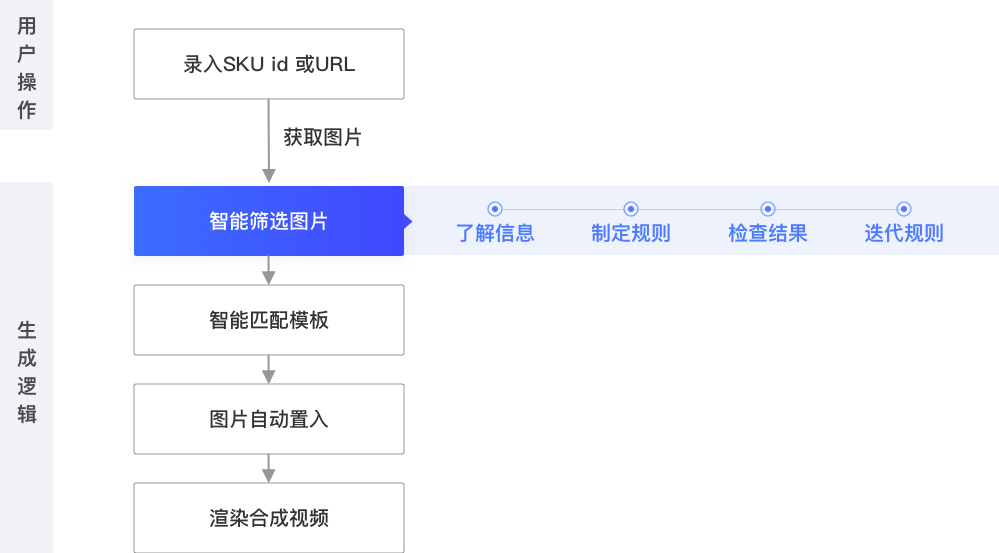 用户操作
录入SKU id 或URL
获取图片
生成逻辑
智能筛选图片
了解信息
制定规则
检查结果
迭代规则
智能匹配模板
图片自动置入
渲染合成视频